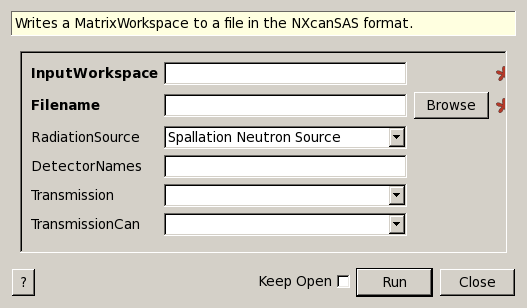 Writes a MatrixWorkspace to a file in the NXcanSAS format.
InputWorkspace
Filename Browse
RadiationSource Spallation Neutron Source
DetectorNames
Transmission
TransmissionCan
? Keep Open Run Close